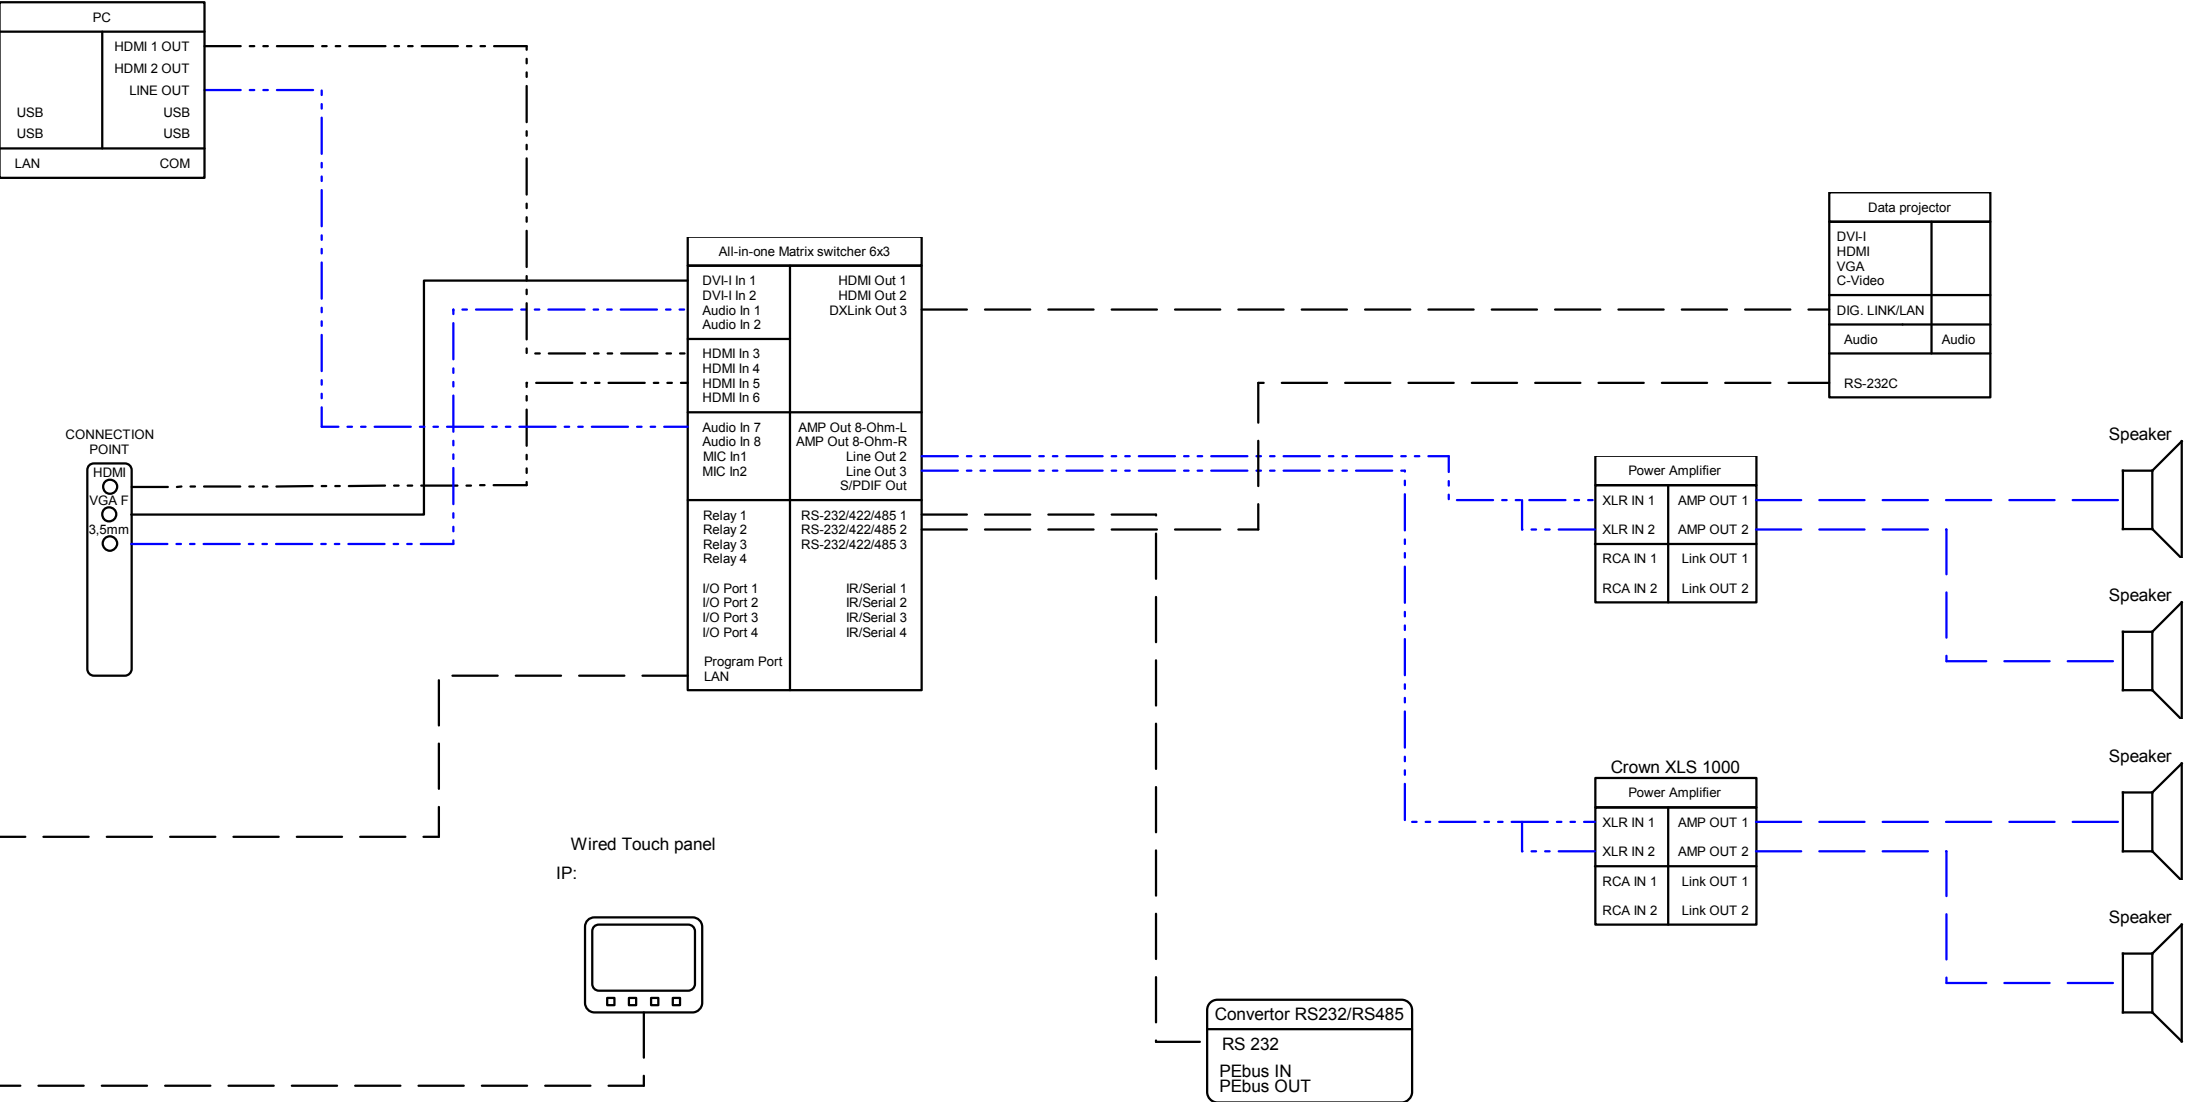 PC
HDMI 1 OUT
HDMI 2 OUT
LINE OUT
USB USB
USB USB
LAN COM
All-in-one Matrix switcher 6x3
DVI-I In 1 HDMI Out 1
DVI-I In 2 HDMI Out 2
Audio In 1 DXLink Out 3
Audio In 2
HDMI In 3
HDMI In 4
HDMI In 5
HDMI In 6
Audio In 7 AMP Out 8-Ohm-L
Audio In 8 AMP Out 8-Ohm-R
MIC In1 Line Out 2
MIC In2 Line Out 3
S/PDIF Out
Relay 1 RS-232/422/485 1
Relay 2 RS-232/422/485 2
Relay 3 RS-232/422/485 3
Relay 4
I/O Port 1 IR/Serial 1
I/O Port 2 IR/Serial 2
I/O Port 3 IR/Serial 3
I/O Port 4 IR/Serial 4
Program Port
LAN
Data projector
DVI-I
HDMI
VGA
C-Video
DIG. LINK/LAN
Audio Audio
RS-232C
CONNECTION
POINT
HDMI
VGA F
3,5mm
Power Amplifier
XLR IN 1 AMP OUT 1
XLR IN 2 AMP OUT 2
RCA IN 1 Link OUT 1
RCA IN 2 Link OUT 2
Speaker
Speaker
Crown XLS 1000
Power Amplifier
XLR IN 1 AMP OUT 1
XLR IN 2 AMP OUT 2
RCA IN 1 Link OUT 1
RCA IN 2 Link OUT 2
Speaker
Speaker
Wired Touch panel
IP:
Convertor RS232/RS485
RS 232
PEbus IN
PEbus OUT